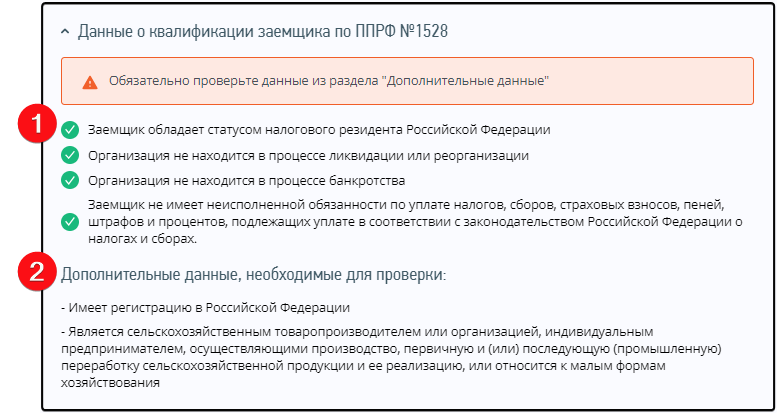 Данные о квалификации заемщика по ППРФ №1528
Обязательно проверьте данные из раздела "Дополнительные данные"
1
Заемщик обладает статусом налогового резидента Российской Федерации
Организация не находится в процессе ликвидации или реорганизации
Организация не находится в процессе банкротства
Заемщик не имеет неисполненной обязанности по уплате налогов, сборов, страховых взносов, пеней,
штрафов и процентов, подлежащих уплате в соответствии с законодательством Российской Федерации о
налогах и сборах.
2
Дополнительные данные, необходимые для проверки:
- Имеет регистрацию в Российской Федерации
- Является сельскохозяйственным товаропроизводителем или организацией, индивидуальным
предпринимателем, осуществляющими производство, первичную и (или) последующую (промышленную)
переработку сельскохозяйственной продукции и ее реализацию, или относится к малым формам
хозяйствования